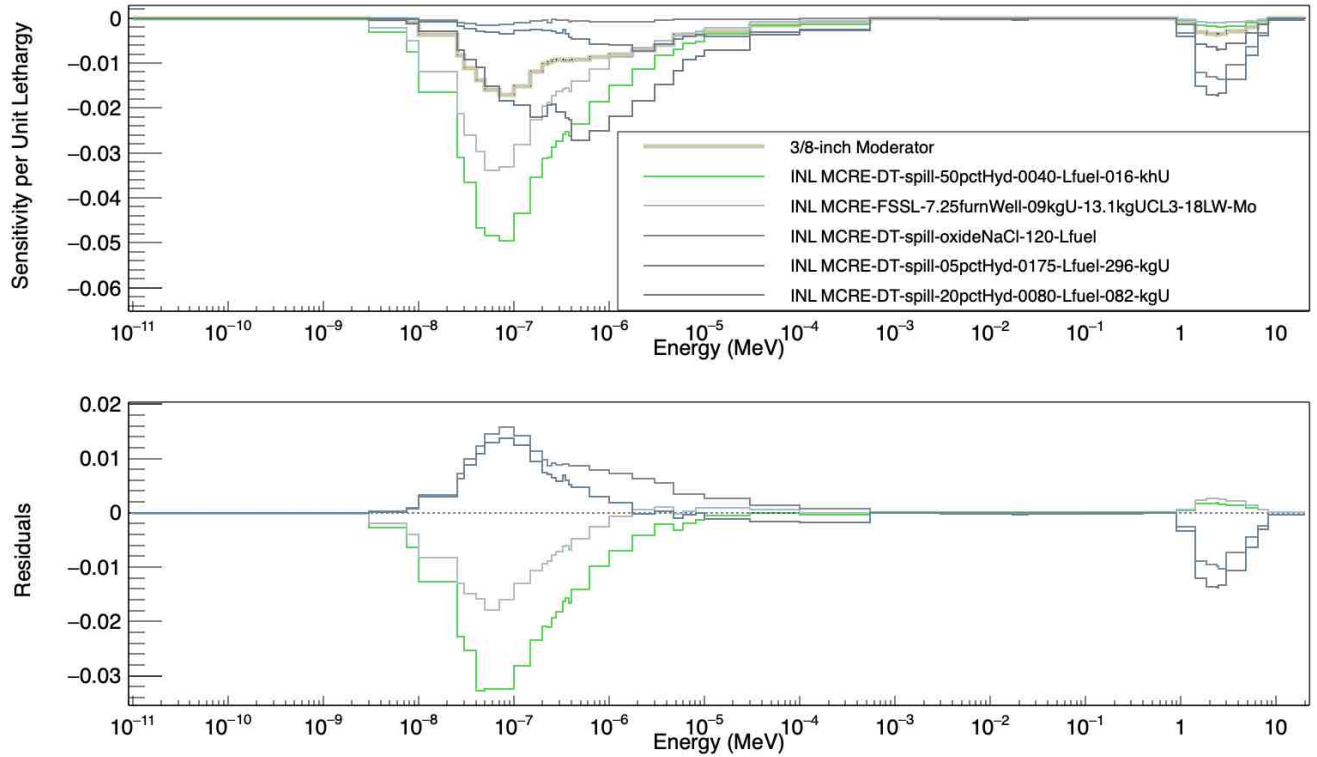 Sensitivity per Unit Lethargy
0
−0.01
−0.02
−0.03
−0.04
−0.05
−0.06
3/8-inch Moderator
INL MCRE-DT-spill-50pctHyd-0040-Lfuel-016-khU
INL MCRE-FSSL-7.25furnWell-09kgU-13.1kgUCL3-18LW-Mo
INL MCRE-DT-spill-oxideNaCl-120-Lfuel
INL MCRE-DT-spill-05pctHyd-0175-Lfuel-296-kgU
INL MCRE-DT-spill-20pctHyd-0080-Lfuel-082-kgU
10⁻¹¹ 10⁻¹⁰ 10⁻⁹ 10⁻⁸ 10⁻⁷ 10⁻⁶ 10⁻⁵ 10⁻⁴ 10⁻³ 10⁻² 10⁻¹ 1 10
Energy (MeV)
Residuals
0.02
0.01
0
−0.01
−0.02
−0.03
10⁻¹¹ 10⁻¹⁰ 10⁻⁹ 10⁻⁸ 10⁻⁷ 10⁻⁶ 10⁻⁵ 10⁻⁴ 10⁻³ 10⁻² 10⁻¹ 1 10
Energy (MeV)